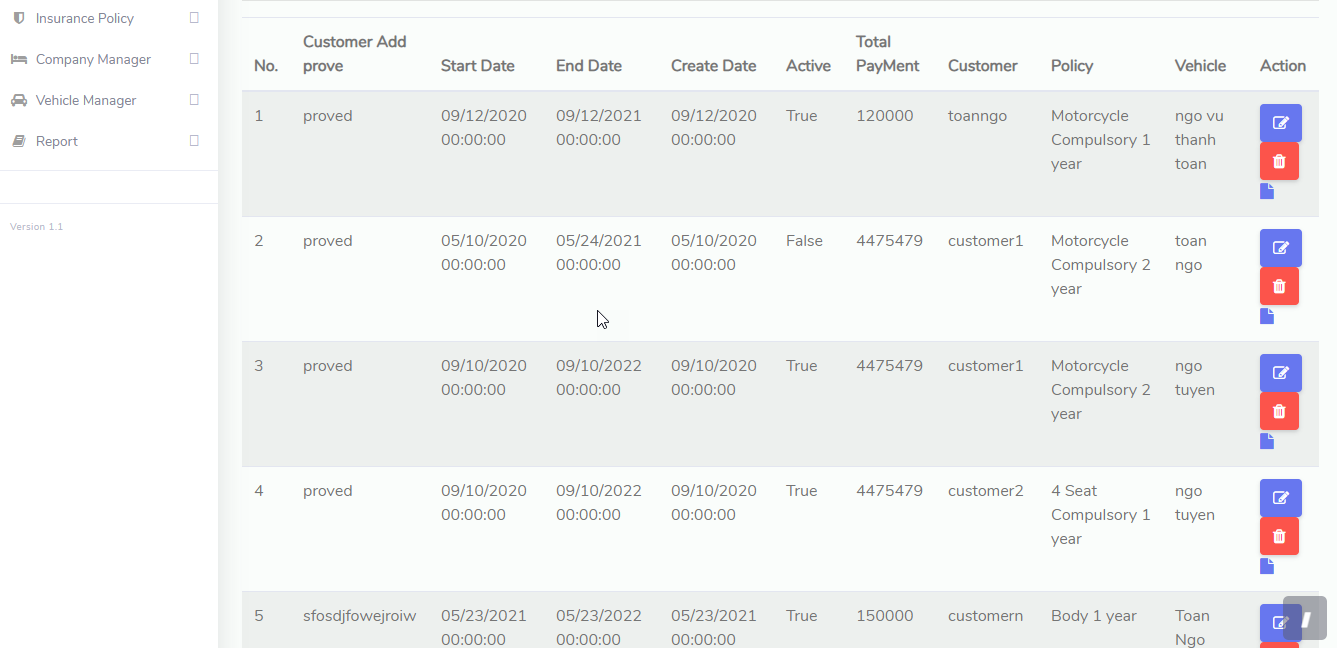 Insurance Policy
Company Manager
Vehicle Manager
Report
Version 1.1
No. Customer Add prove Start Date End Date Create Date Active Total PayMent Customer Policy Vehicle Action
1 proved 09/12/2020 00:00:00 09/12/2021 00:00:00 09/12/2020 00:00:00 True 120000 toanngo Motorcycle Compulsory 1 year ngo vu thanh toan
2 proved 05/10/2020 00:00:00 05/24/2021 00:00:00 05/10/2020 00:00:00 False 4475479 customer1 Motorcycle Compulsory 2 year toan ngo
3 proved 09/10/2020 00:00:00 09/10/2022 00:00:00 09/10/2020 00:00:00 True 4475479 customer1 Motorcycle Compulsory 2 year ngo tuyen
4 proved 09/10/2020 00:00:00 09/10/2022 00:00:00 09/10/2020 00:00:00 True 4475479 customer2 4 Seat Compulsory 1 year ngo tuyen
5 sfosdjfowejroiw 05/23/2021 00:00:00 05/23/2022 00:00:00 05/23/2021 00:00:00 True 150000 customern Body 1 year Toan Ngo